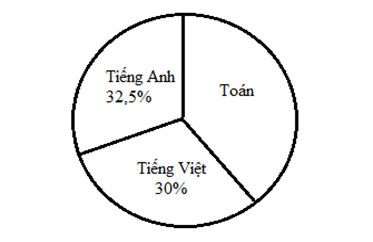 Tiếng Anh
32,5%
Toán
Tiếng Việt
30%